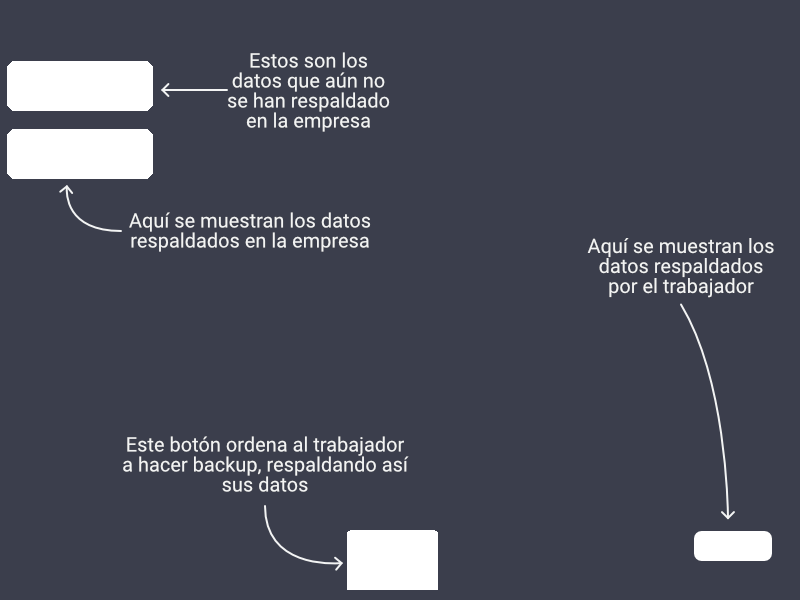 Estos son los
datos que aún no
se han respaldado
en la empresa
Aquí se muestran los datos
respaldados en la empresa
Aquí se muestran los
datos respaldados
por el trabajador
Este botón ordena al trabajador
a hacer backup, respaldando así
sus datos